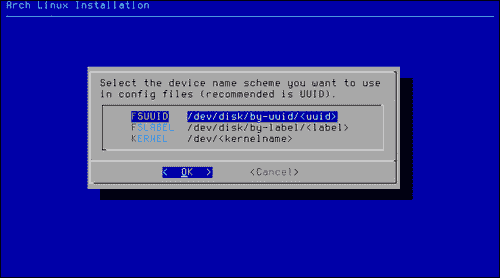 Arch Linux Installation
Select the device name scheme you want to use
in config files (recommended is UUID).
FSUUID /dev/disk/by-uuid/<uuid>
FSLABEL /dev/disk/by-label/<label>
KERNEL /dev/<kernelname>
< OK > <Cancel>